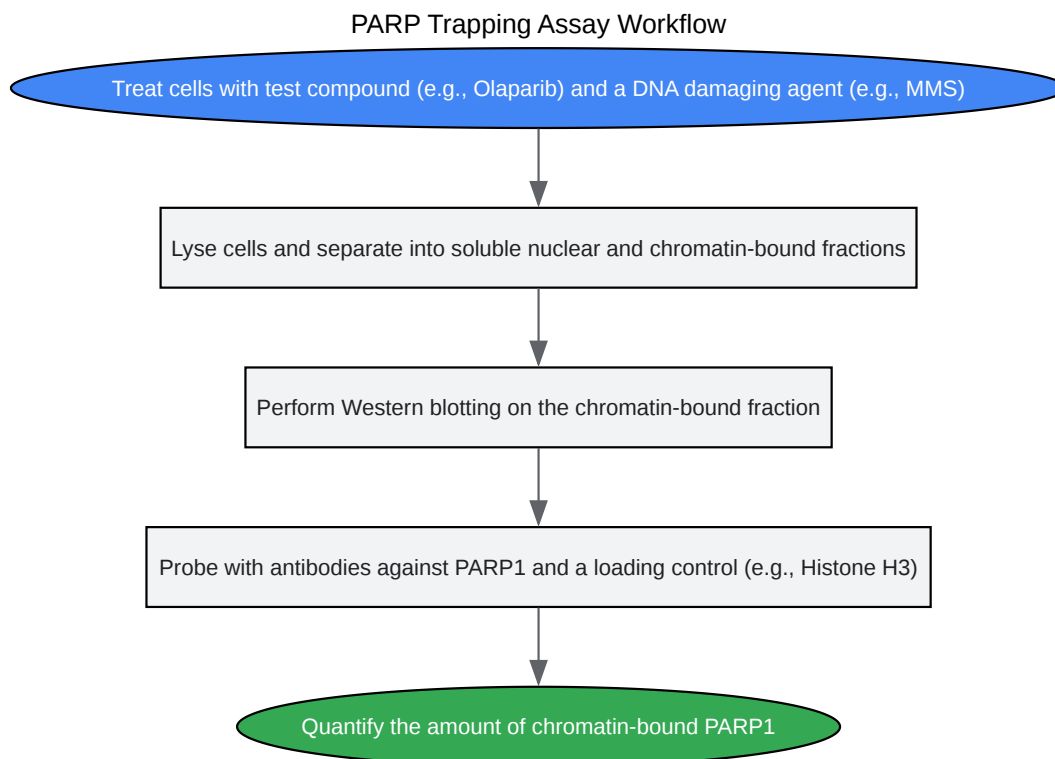 PARP Trapping Assay Workflow
Treat cells with test compound (e.g., Olaparib) and a DNA damaging agent (e.g., MMS)
Lyse cells and separate into soluble nuclear and chromatin-bound fractions
Perform Western blotting on the chromatin-bound fraction
Probe with antibodies against PARP1 and a loading control (e.g., Histone H3)
Quantify the amount of chromatin-bound PARP1